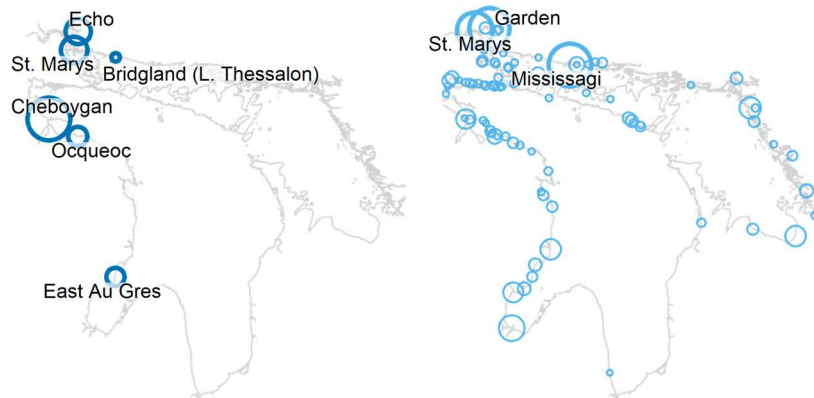 Echo
St. Marys
Bridgland (L. Thessalon)
Cheboygan
Ocqueoc
East Au Gres
Garden
St. Marys
Mississagi